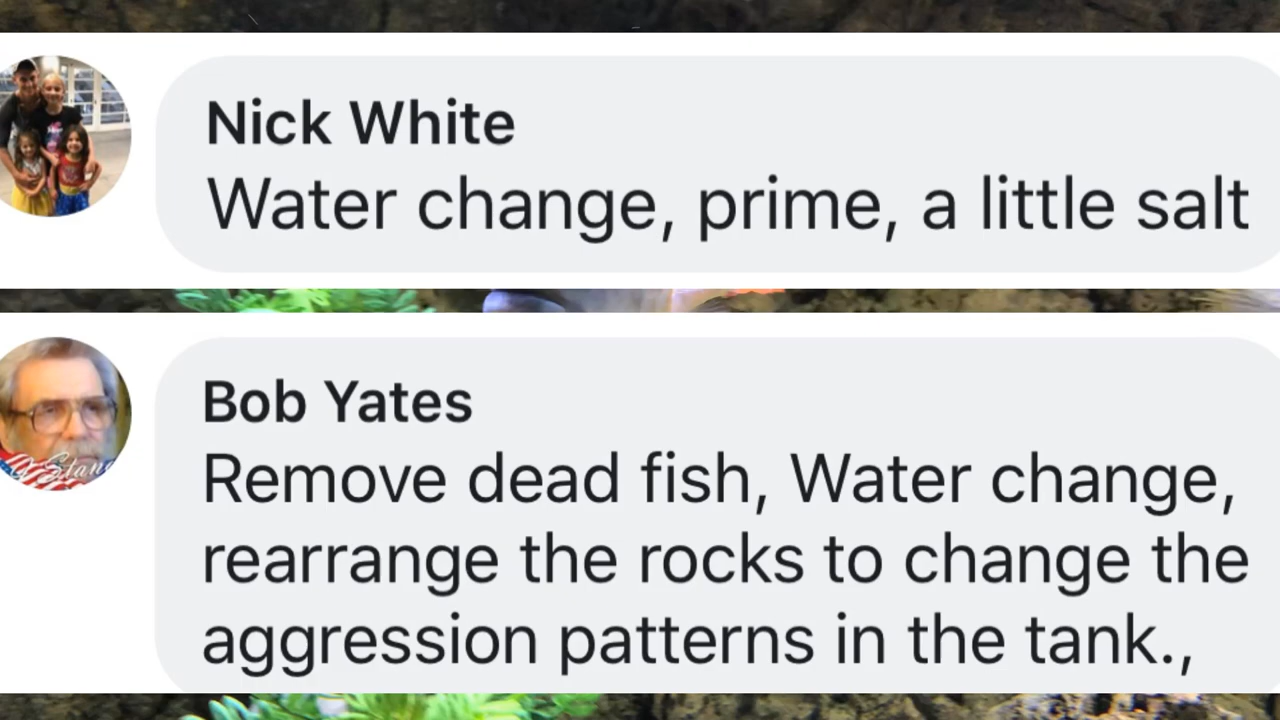 Nick White
Water change, prime, a little salt
Bob Yates
Remove dead fish, Water change,
rearrange the rocks to change the
aggression patterns in the tank.,